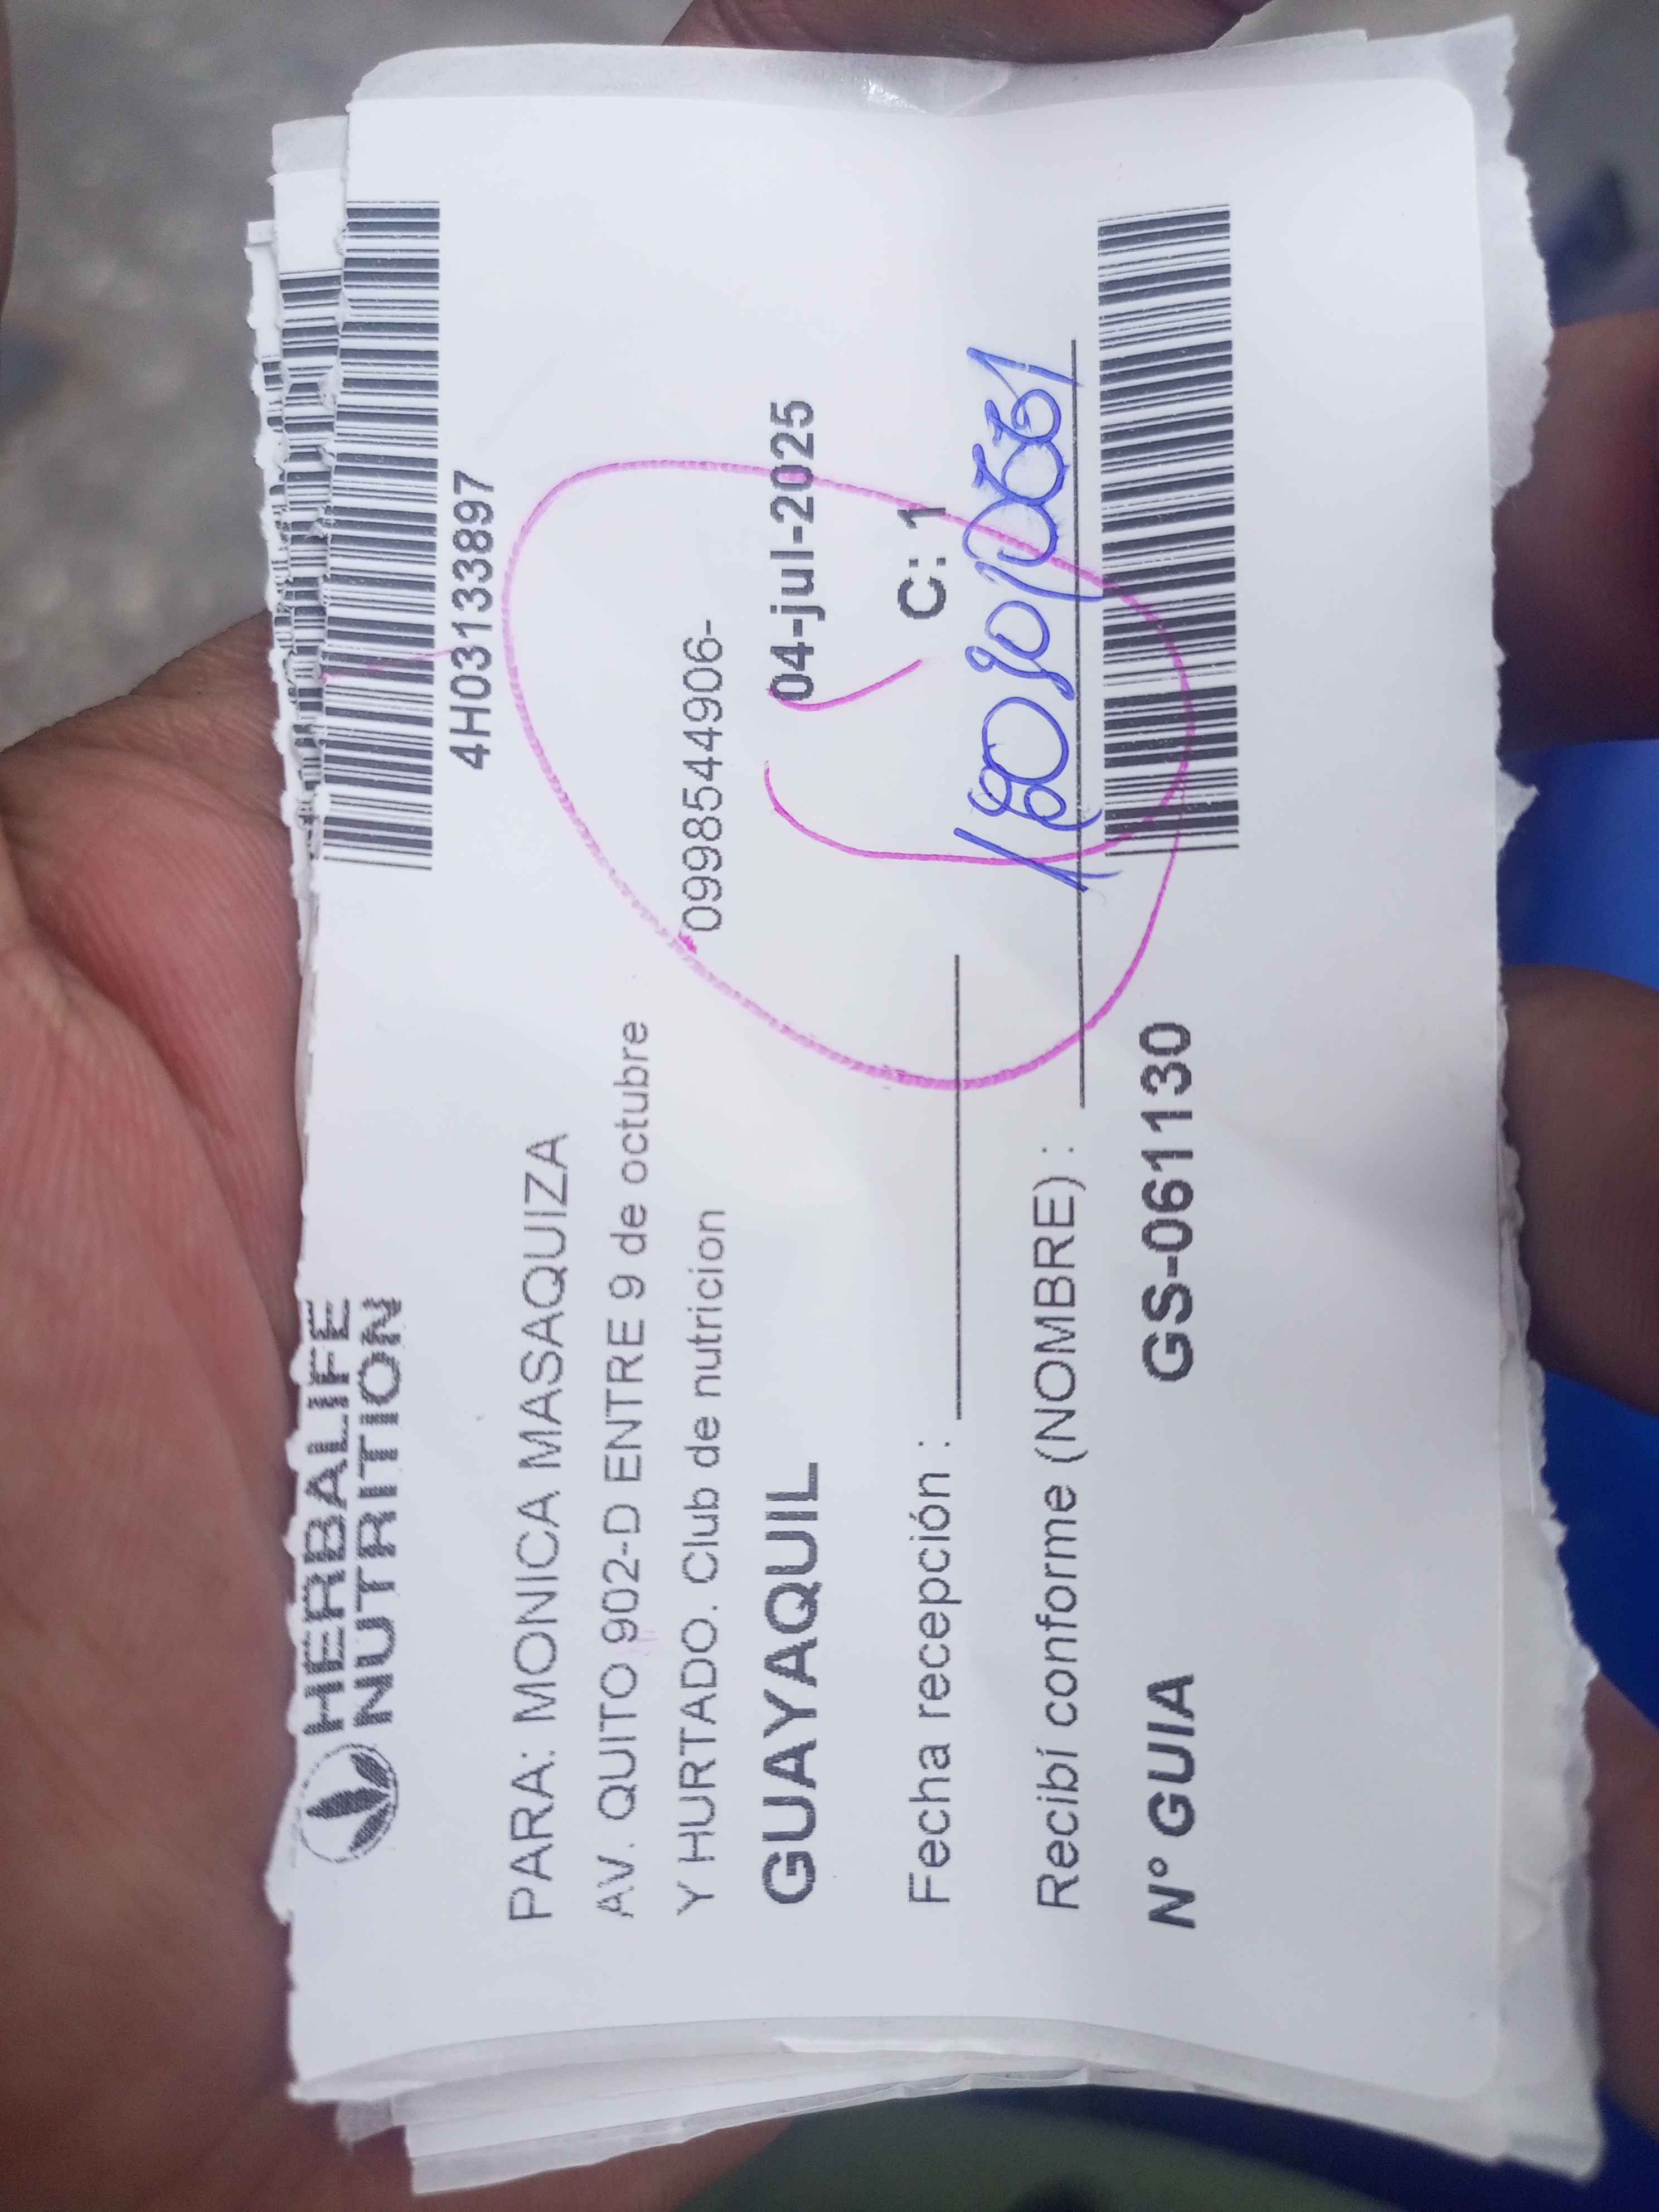 HERBALIFE
NUTRITION
4H0313897
PARA: MONICA MASAQUIZA
AV. QUITO 902-D ENTRE 9 de octubre
Y HURTADO. Club de nutricion 0998544906-
GUAYAQUIL 04-jul-2025
Fecha recepción : C: 1
Recibí conforme (NOMBRE) :
N° GUIA GS-061130